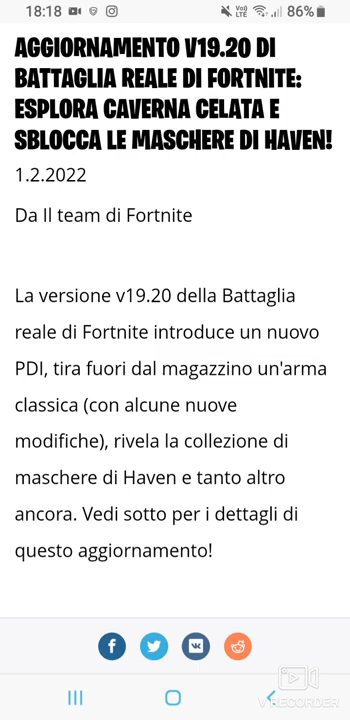 18:18 Vo)) LTE 86%
AGGIORNAMENTO V19.20 DI
BATTAGLIA REALE DI FORTNITE:
ESPLORA CAVERNA CELATA E
SBLOCCA LE MASCHERE DI HAVEN!
1.2.2022
Da Il team di Fortnite
La versione v19.20 della Battaglia
reale di Fortnite introduce un nuovo
PDI, tira fuori dal magazzino un'arma
classica (con alcune nuove
modifiche), rivela la collezione di
maschere di Haven e tanto altro
ancora. Vedi sotto per i dettagli di
questo aggiornamento!
V RECORDER